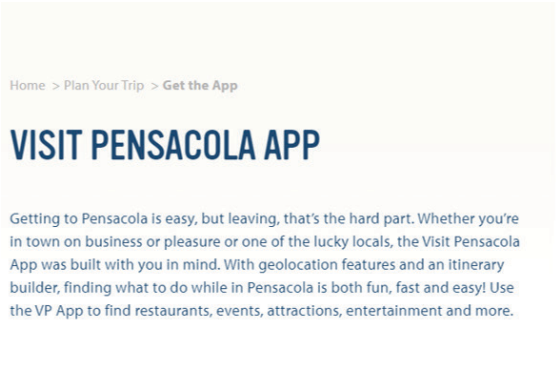 Home > Plan Your Trip > Get the App
VISIT PENSACOLA APP
Getting to Pensacola is easy, but leaving, that's the hard part. Whether you're
in town on business or pleasure or one of the lucky locals, the Visit Pensacola
App was built with you in mind. With geolocation features and an itinerary
builder, finding what to do while in Pensacola is both fun, fast and easy! Use
the VP App to find restaurants, events, attractions, entertainment and more.